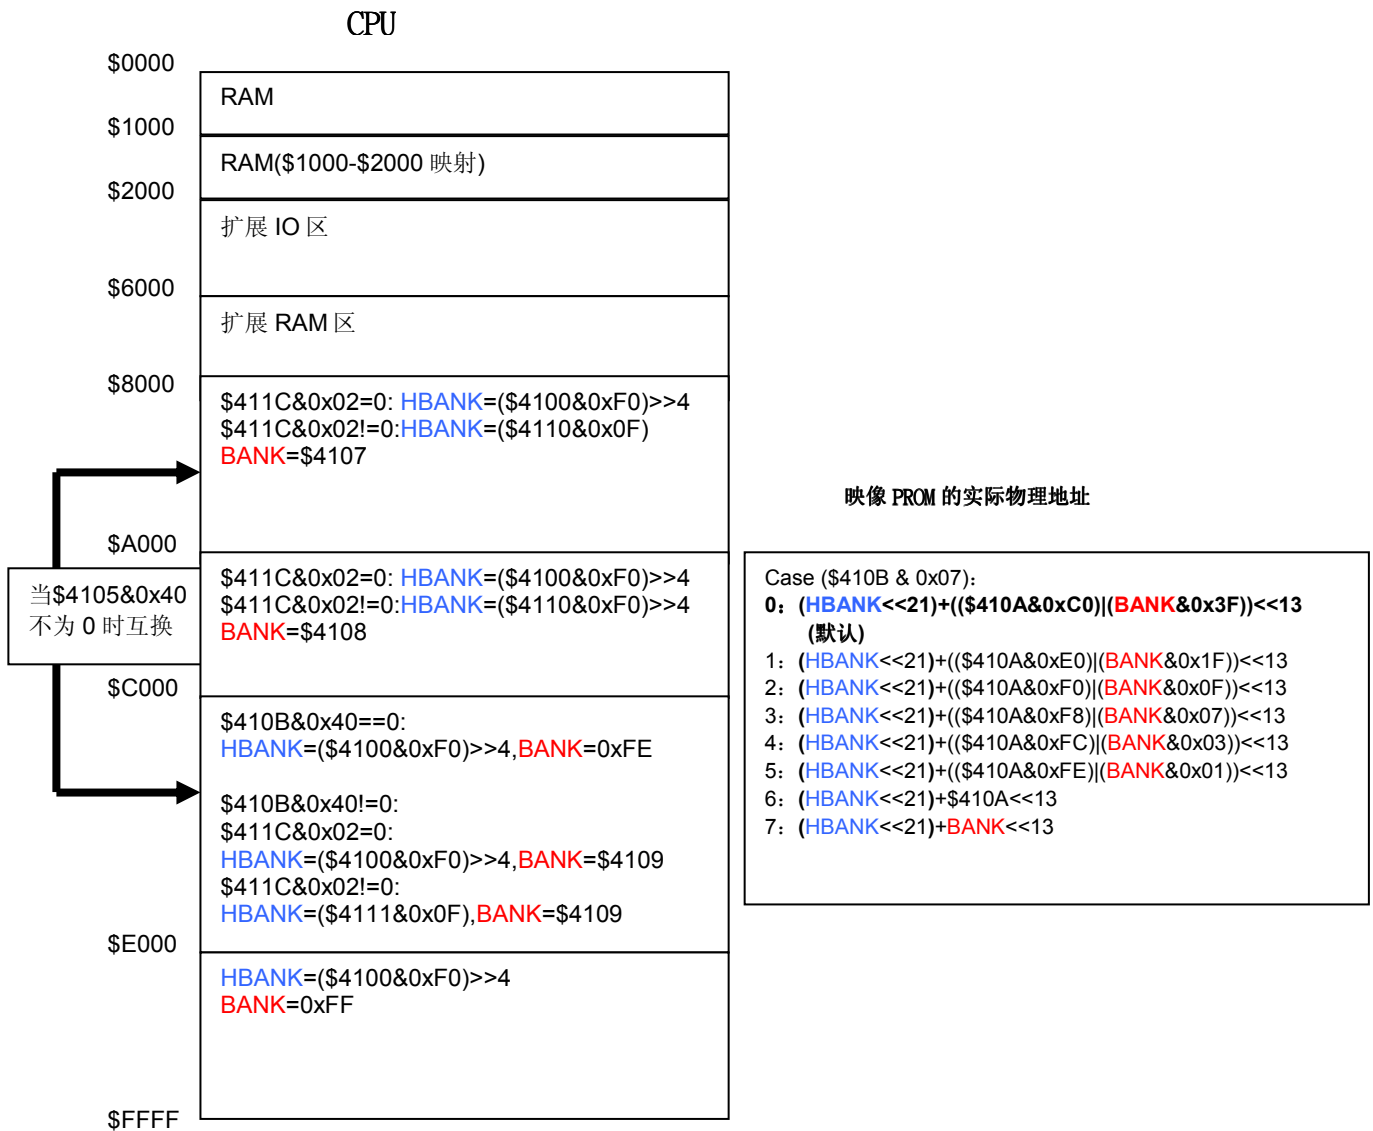 CPU
$0000
RAM
$1000
RAM($1000-$2000 映射)
$2000
扩展 IO 区
$6000
扩展 RAM 区
$8000
$411C&0x02=0: HBANK=($4100&0xF0)>>4
$411C&0x02!=0:HBANK=($4110&0x0F)
BANK=$4107
$A000
$411C&0x02=0: HBANK=($4100&0xF0)>>4
$411C&0x02!=0:HBANK=($4110&0xF0)>>4
BANK=$4108
当$4105&0x40
不为 0 时互换
$C000
$410B&0x40==0:
HBANK=($4100&0xF0)>>4,BANK=0xFE
$410B&0x40!=0:
$411C&0x02=0:
HBANK=($4100&0xF0)>>4,BANK=$4109
$411C&0x02!=0:
HBANK=($4111&0x0F),BANK=$4109
$E000
HBANK=($4100&0xF0)>>4
BANK=0xFF
$FFFF
映像 PROM 的实际物理地址
Case ($410B & 0x07)：
0：(HBANK<<21)+(($410A&0xC0)|(BANK&0x3F))<<13
(默认)
1：(HBANK<<21)+(($410A&0xE0)|(BANK&0x1F))<<13
2：(HBANK<<21)+(($410A&0xF0)|(BANK&0x0F))<<13
3：(HBANK<<21)+(($410A&0xF8)|(BANK&0x07))<<13
4：(HBANK<<21)+(($410A&0xFC)|(BANK&0x03))<<13
5：(HBANK<<21)+(($410A&0xFE)|(BANK&0x01))<<13
6：(HBANK<<21)+$410A<<13
7：(HBANK<<21)+BANK<<13